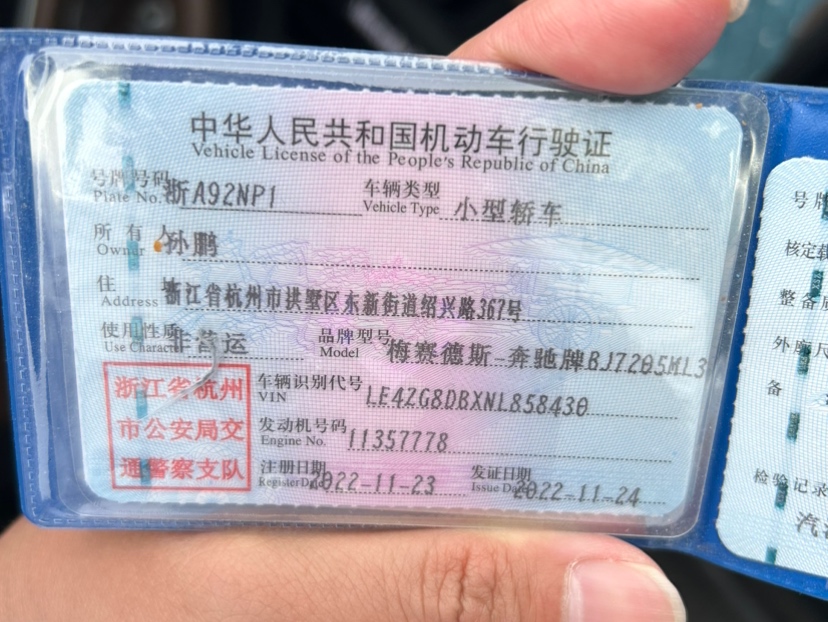 中华人民共和国机动车行驶证
Vehicle License of the People's Republic of China
号牌号码 浙A92NP1 车辆类型 小型轿车
Plate No. Vehicle Type
所有人 孙鹏
Owner
住 址 浙江省杭州市拱墅区东新街道绍兴路367号
Address
使用性质 非营运 品牌型号 梅赛德斯-奔驰牌BJ7205ML3
Use Character Model
浙江省杭州
市公安局交
通警察支队
车辆识别代号 LE4ZG8DBXNL858430
VIN
发动机号码 11357778
Engine No.
注册日期 2022-11-23 发证日期 2022-11-24
Register Date Issue Date
号牌
核定载
整备质
外廓尺
备
检验记录